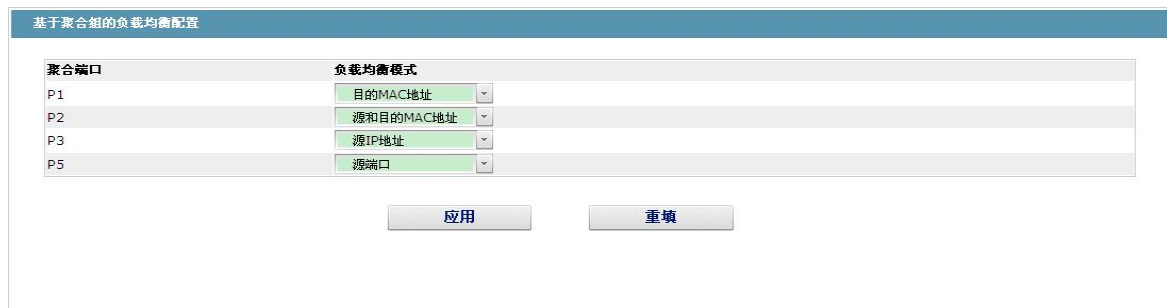 基于聚合组的负载均衡配置
聚合端口 负载均衡模式
P1 目的MAC地址
P2 源和目的MAC地址
P3 源IP地址
P5 源端口
应用 重填